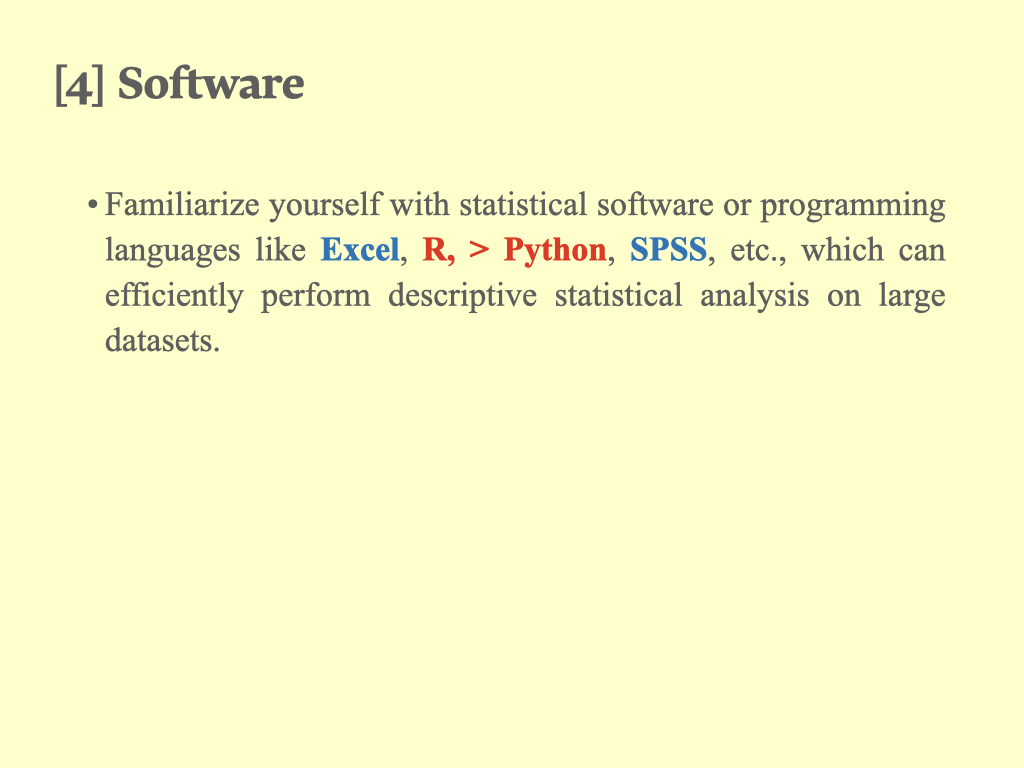 [4] Software
• Familiarize yourself with statistical software or programming
languages like Excel, R, > Python, SPSS, etc., which can
efficiently perform descriptive statistical analysis on large
datasets.